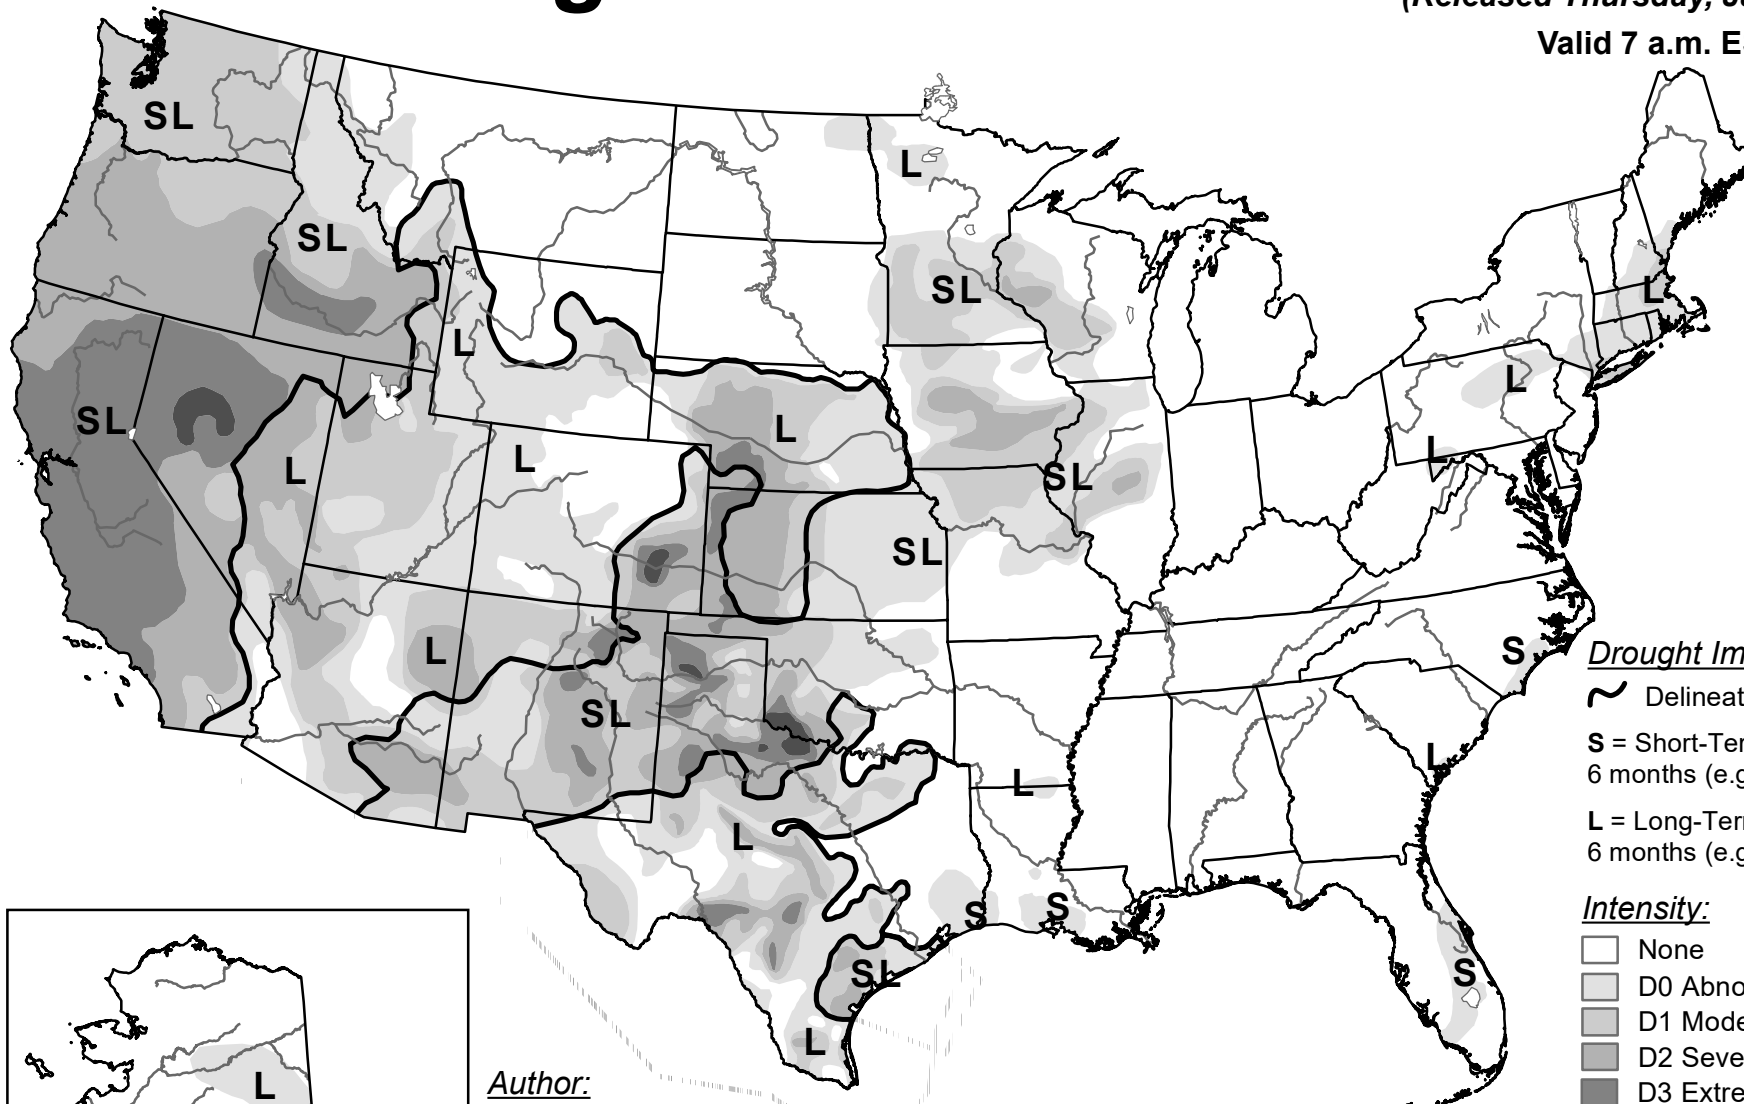 (Released Thursday, J
Valid 7 a.m. E
SL
L
SL
SL
L
L
L
L
SL
L
L
L
L
SL
SL
L
S
SL
L
L
L
S
S
SL
S
L
L
Drought Im
Delineat
S = Short-Ter
6 months (e.g
L = Long-Ter
6 months (e.g
Intensity:
None
D0 Abno
D1 Mode
D2 Seve
D3 Extre
Author: